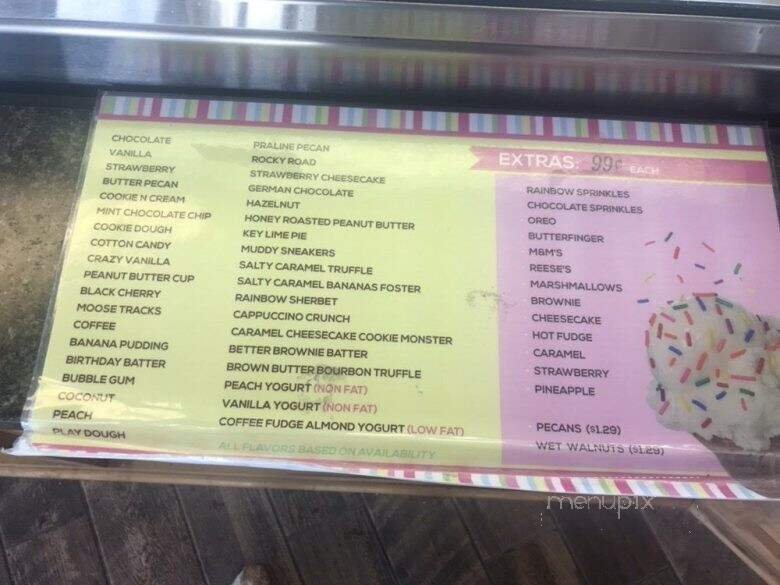 CHOCOLATE
VANILLA
STRAWBERRY
BUTTER PECAN
COOKIE N CREAM
MINT CHOCOLATE CHIP
COOKIE DOUGH
COTTON CANDY
CRAZY VANILLA
PEANUT BUTTER CUP
BLACK CHERRY
MOOSE TRACKS
COFFEE
BANANA PUDDING
BIRTHDAY BATTER
BUBBLE GUM
COCONUT
PEACH
PLAY DOUGH
PRALINE PECAN
ROCKY ROAD
STRAWBERRY CHEESECAKE
GERMAN CHOCOLATE
HAZELNUT
HONEY ROASTED PEANUT BUTTER
KEY LIME PIE
MUDDY SNEAKERS
SALTY CARAMEL TRUFFLE
SALTY CARAMEL BANANAS FOSTER
RAINBOW SHERBET
CAPPUCCINO CRUNCH
CARAMEL CHEESECAKE COOKIE MONSTER
BETTER BROWNIE BATTER
BROWN BUTTER BOURBON TRUFFLE
PEACH YOGURT (NON FAT)
VANILLA YOGURT (NON FAT)
COFFEE FUDGE ALMOND YOGURT (LOW FAT)
ALL FLAVORS BASED ON AVAILABILITY
EXTRAS: 99¢ EACH
RAINBOW SPRINKLES
CHOCOLATE SPRINKLES
OREO
BUTTERFINGER
M&M'S
REESE'S
MARSHMALLOWS
BROWNIE
CHEESECAKE
HOT FUDGE
CARAMEL
STRAWBERRY
PINEAPPLE
PECANS ($1.29)
WET WALNUTS ($1.29)
menupix